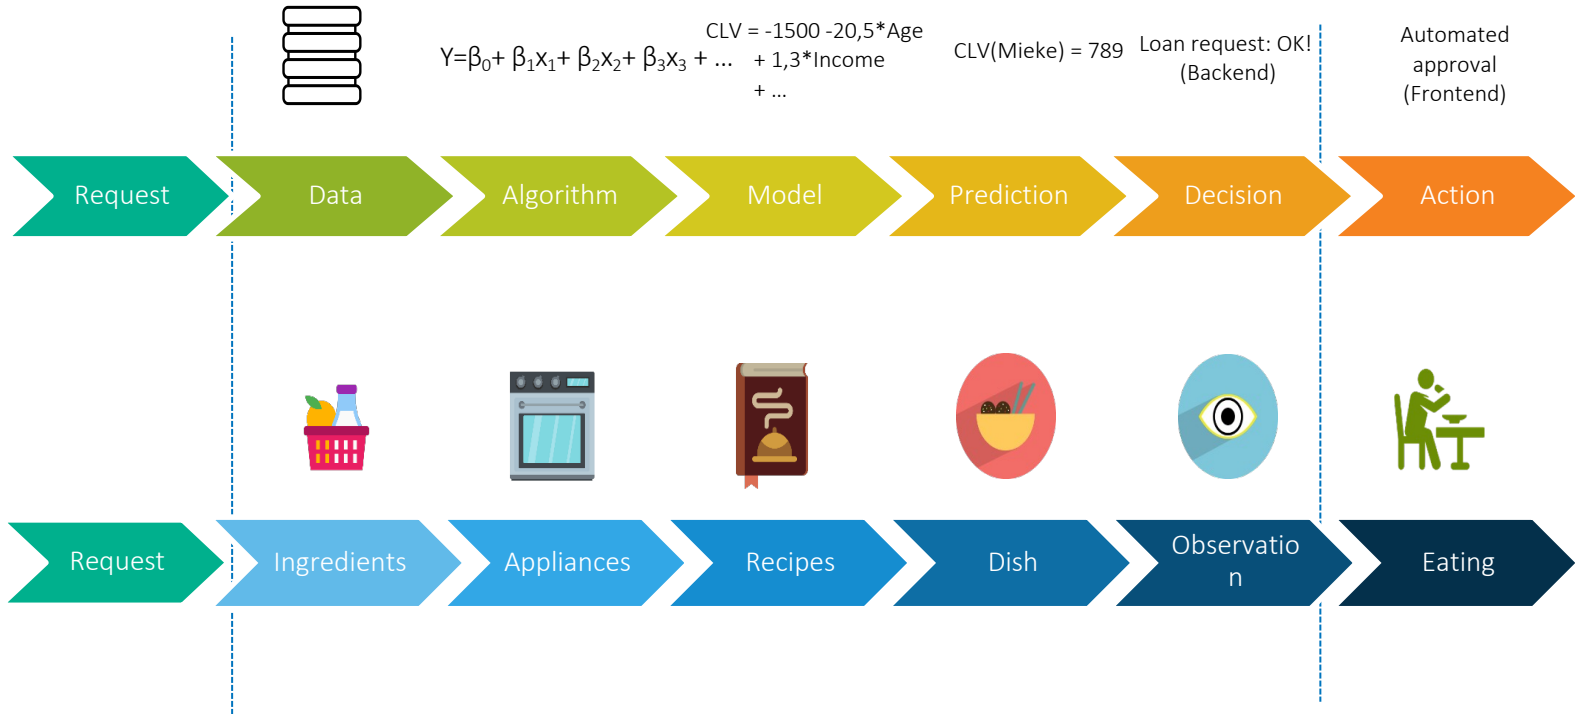 Y=β₀+ β₁x₁+ β₂x₂+ β₃x₃ + ...
CLV = -1500 -20,5*Age
+ 1,3*Income
+ ...
CLV(Mieke) = 789
Loan request: OK!
(Backend)
Automated
approval
(Frontend)
Request
Data
Algorithm
Model
Prediction
Decision
Action
Request
Ingredients
Appliances
Recipes
Dish
Observatio
n
Eating